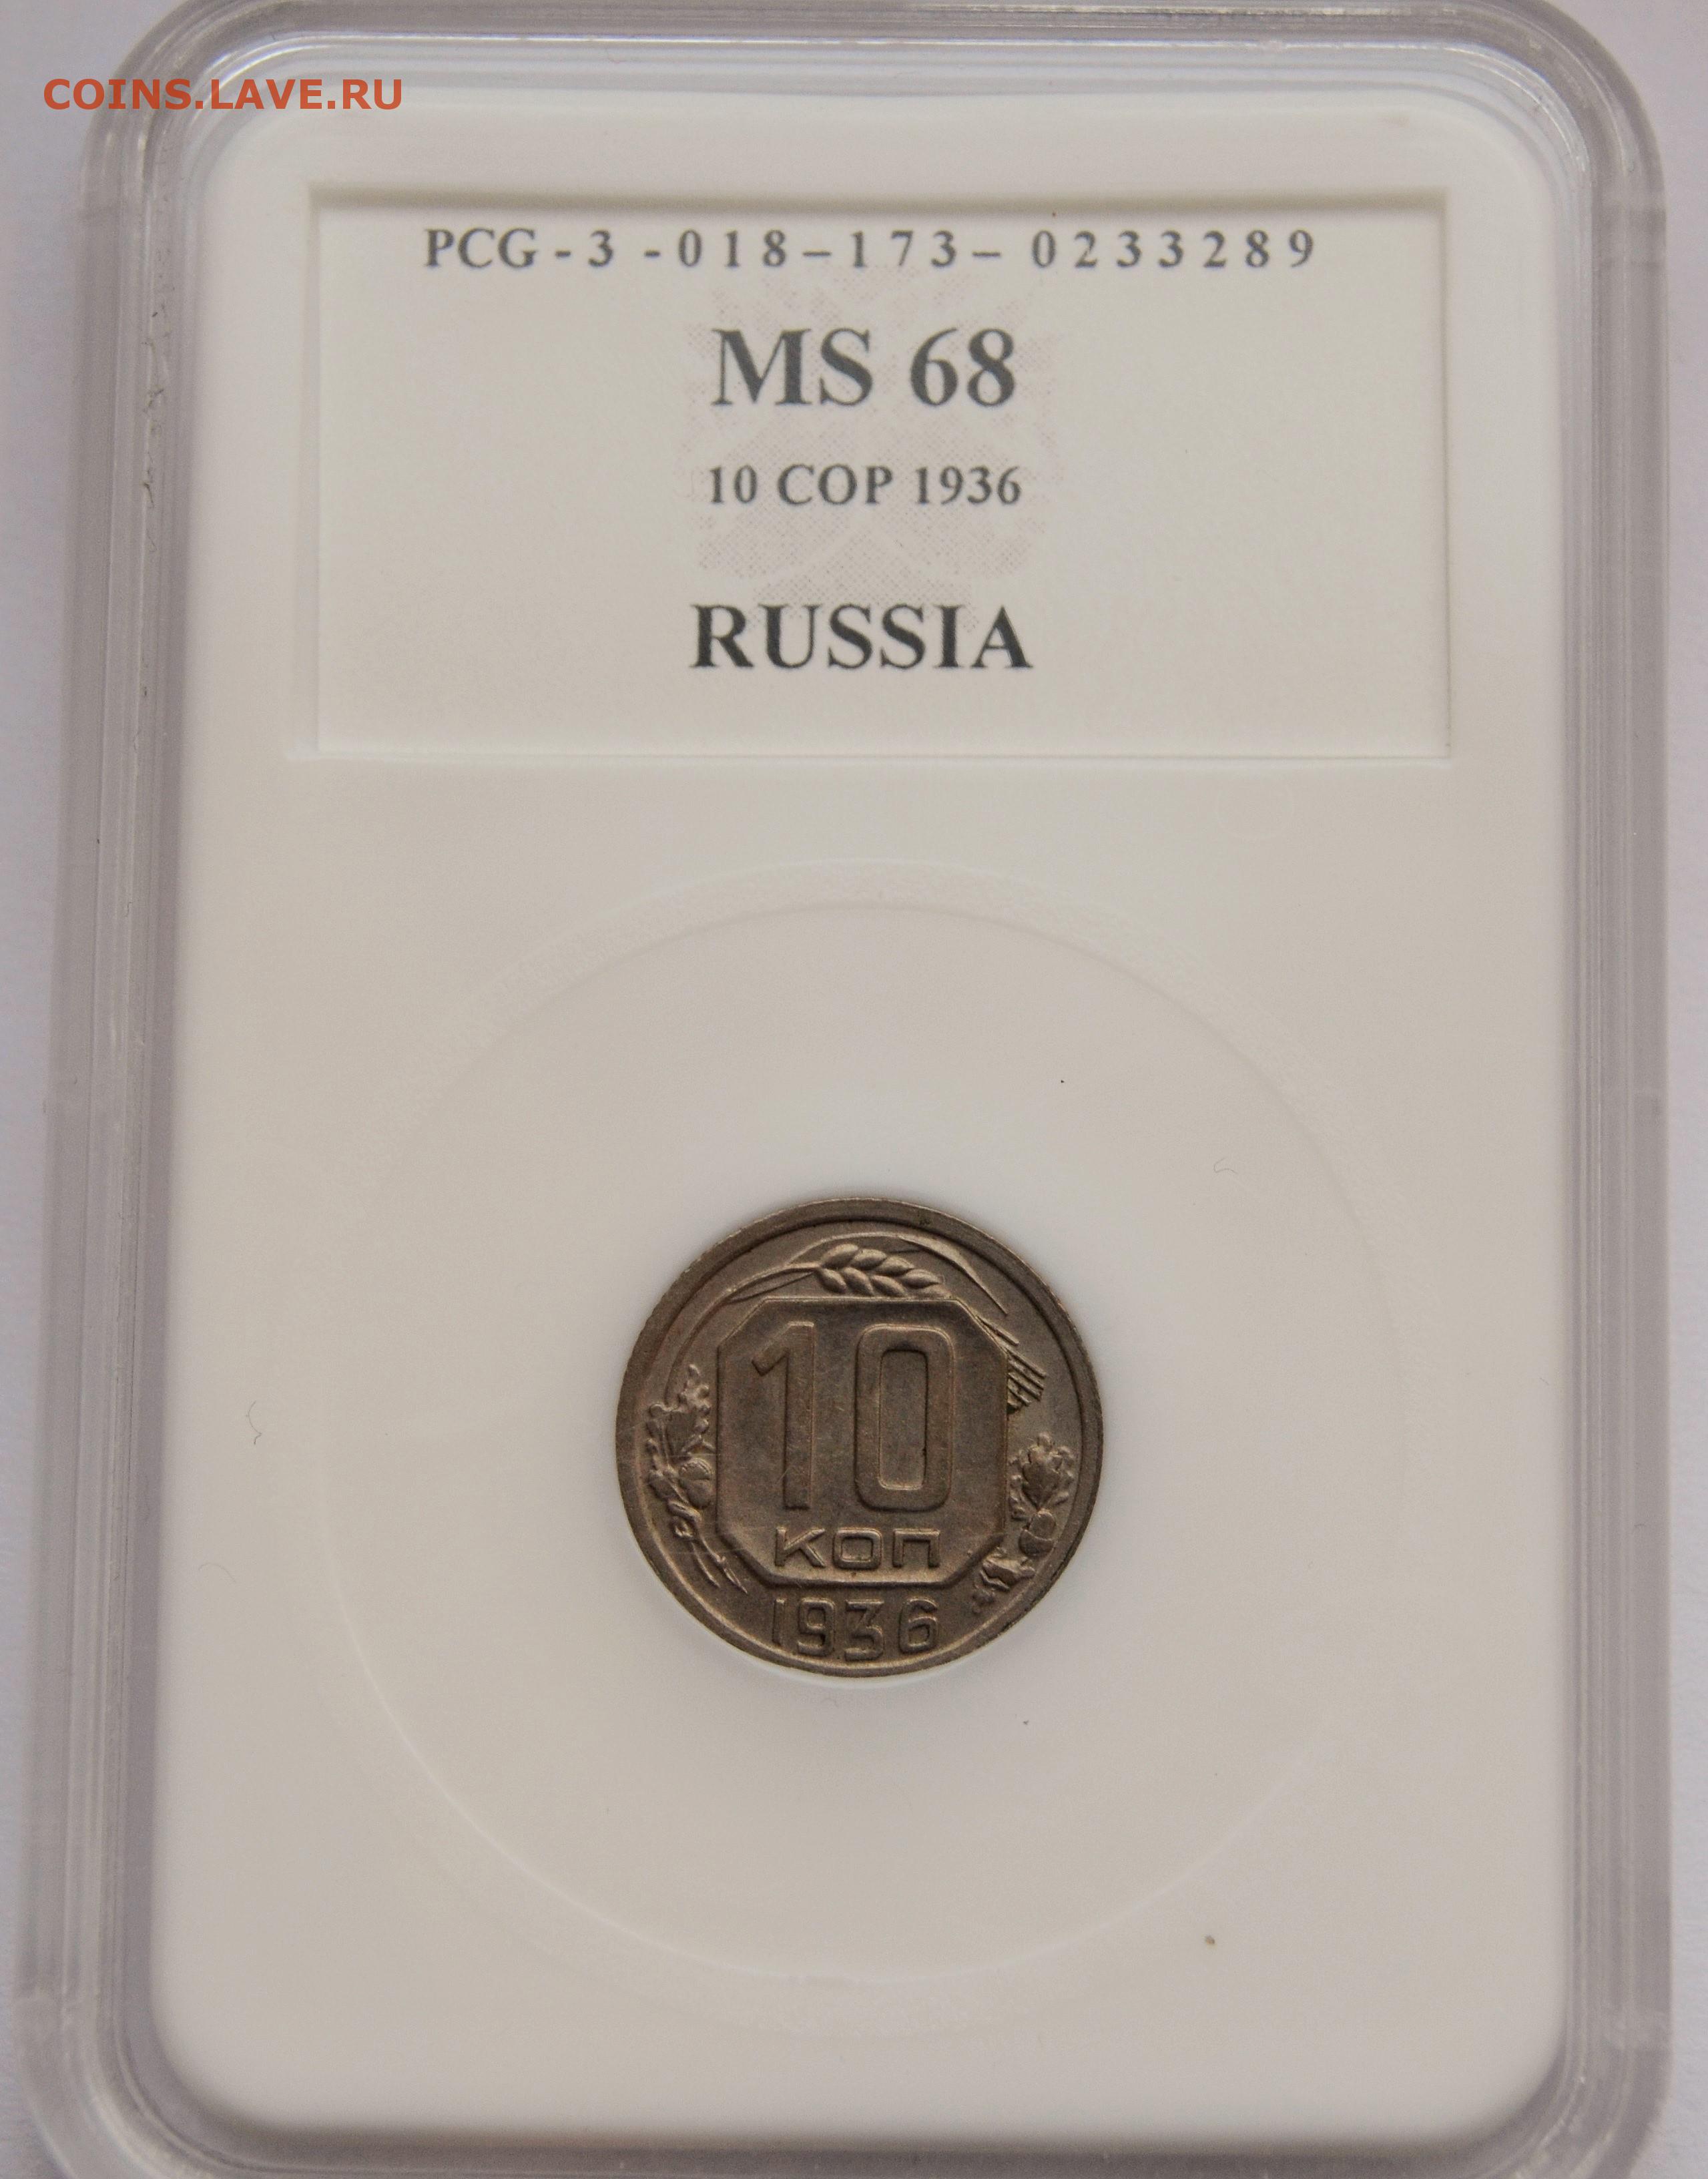 COINS.LAVE.RU
PCG-3-018-173-0233289
MS 68
10 COP 1936
RUSSIA
10
КОП
1936